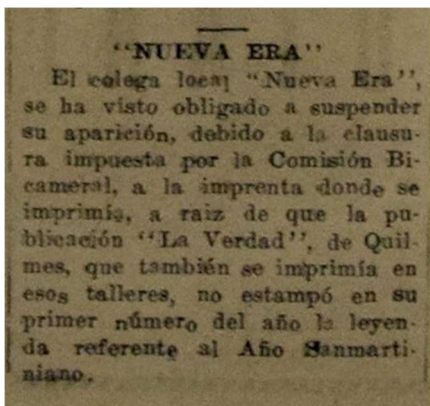 "NUEVA ERA"
El colega local "Nueva Era",
se ha visto obligado a suspender
su aparición, debido a la clausu-
ra impuesta por la Comisión Bi-
cameral, a la imprenta donde se
imprimía, a raiz de que la pu-
blicación "La Verdad", de Quil-
mes, que también se imprimía en
esos talleres, no estampó en su
primer número del año la leyen-
da referente al Año Sanmarti-
niano.